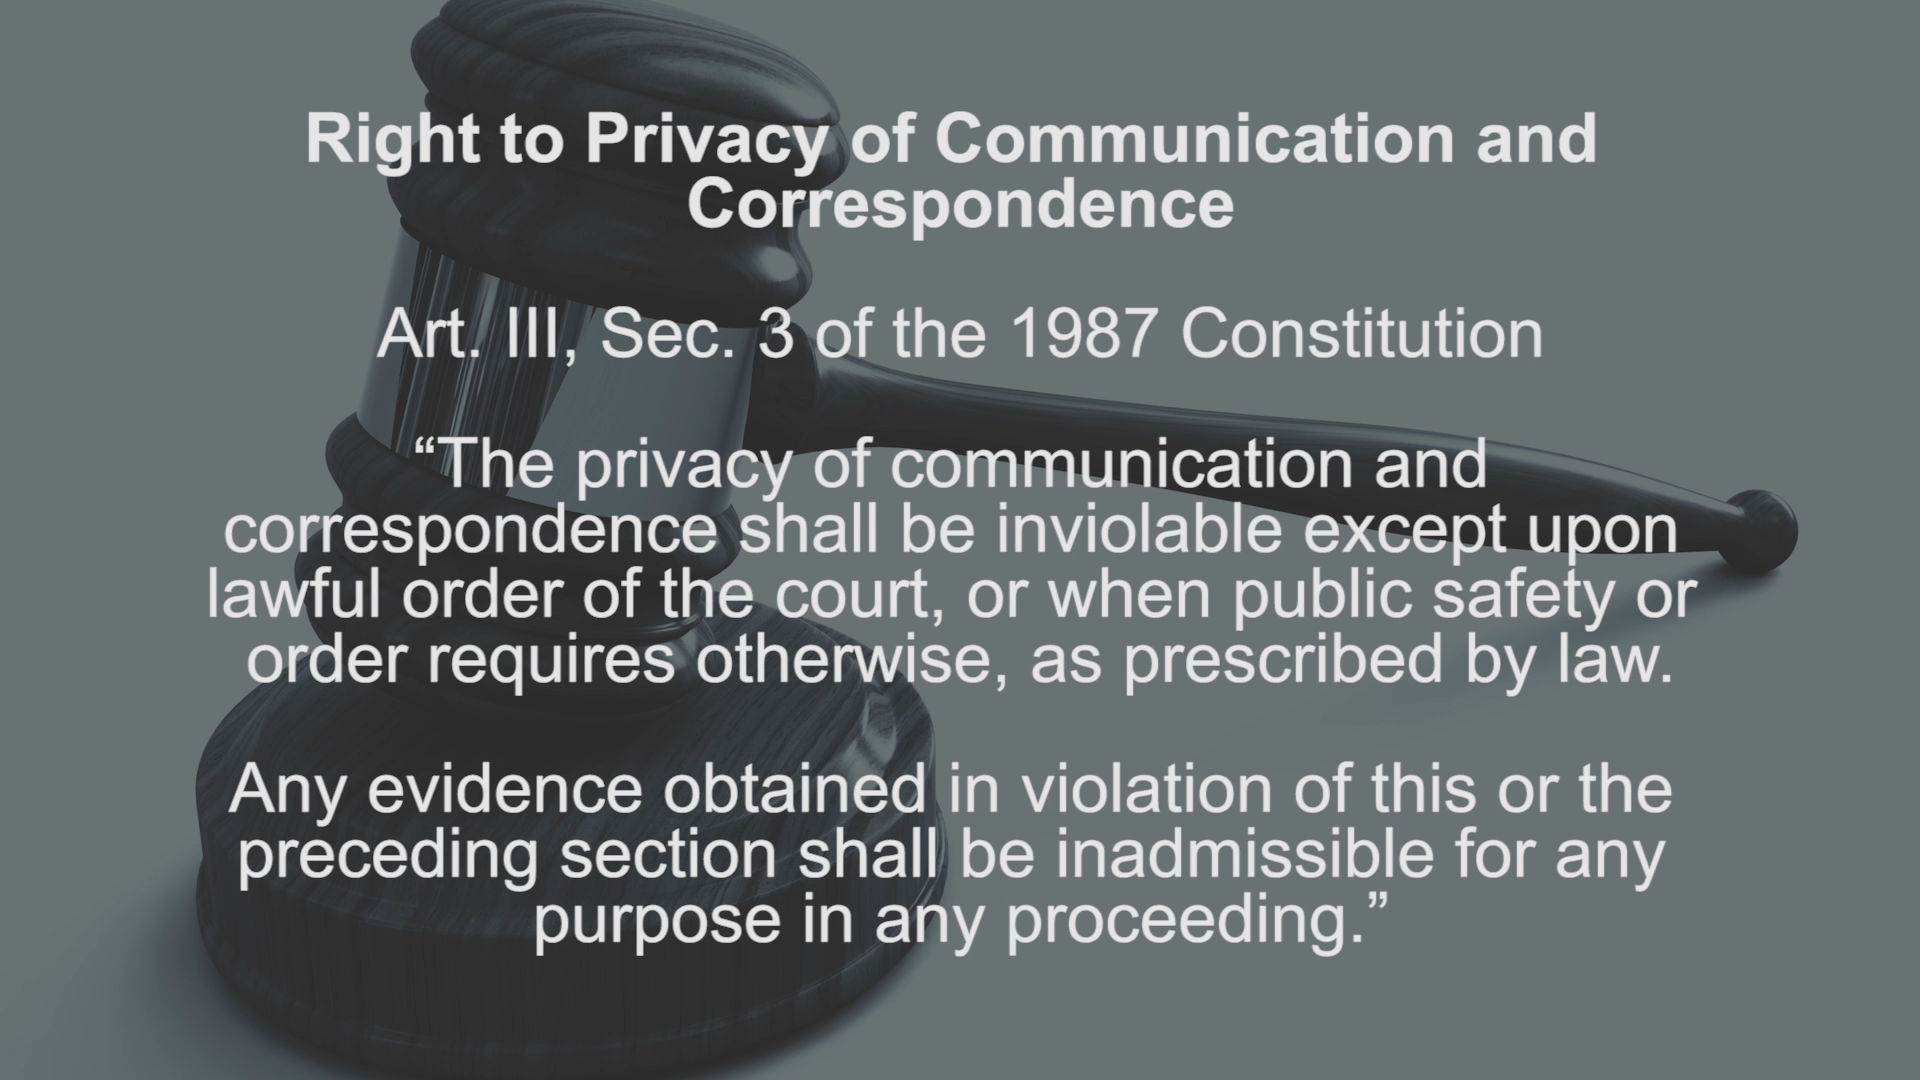 Right to Privacy of Communication and
Correspondence
Art. III, Sec. 3 of the 1987 Constitution
“The privacy of communication and
correspondence shall be inviolable except upon
lawful order of the court, or when public safety or
order requires otherwise, as prescribed by law.
Any evidence obtained in violation of this or the
preceding section shall be inadmissible for any
purpose in any proceeding.”